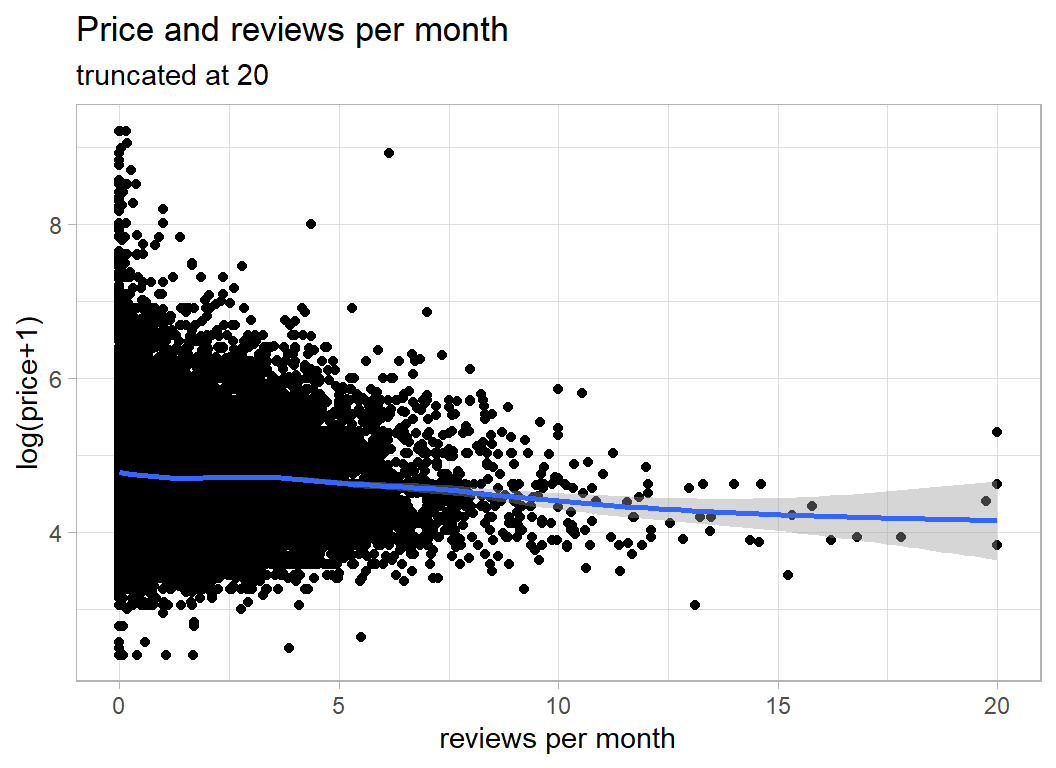 Price and reviews per month
truncated at 20
log(price+1)
8
6
4
0 5 10 15 20
reviews per month